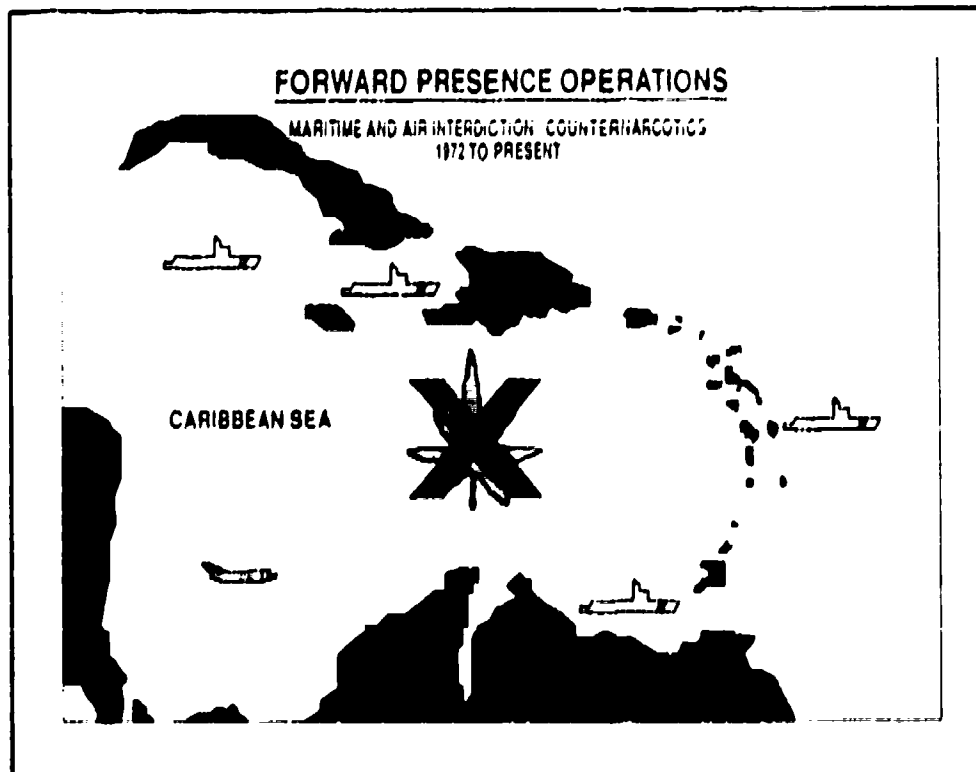 FORWARD PRESENCE OPERATIONS
MARITIME AND AIR INTERDICTION COUNTERNARCOTICS
1972 TO PRESENT
CARIBBEAN SEA